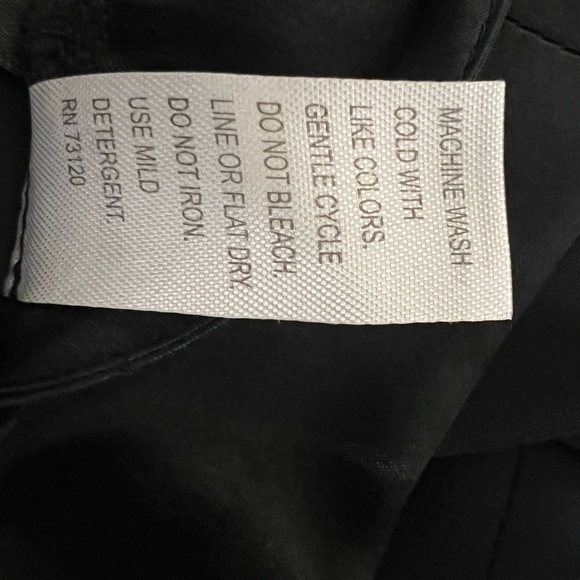 MACHINE WASH
COLD WITH
LIKE COLORS.
GENTLE CYCLE
DO NOT BLEACH.
LINE OR FLAT DRY.
DO NOT IRON.
USE MILD
DETERGENT.
RN 73120